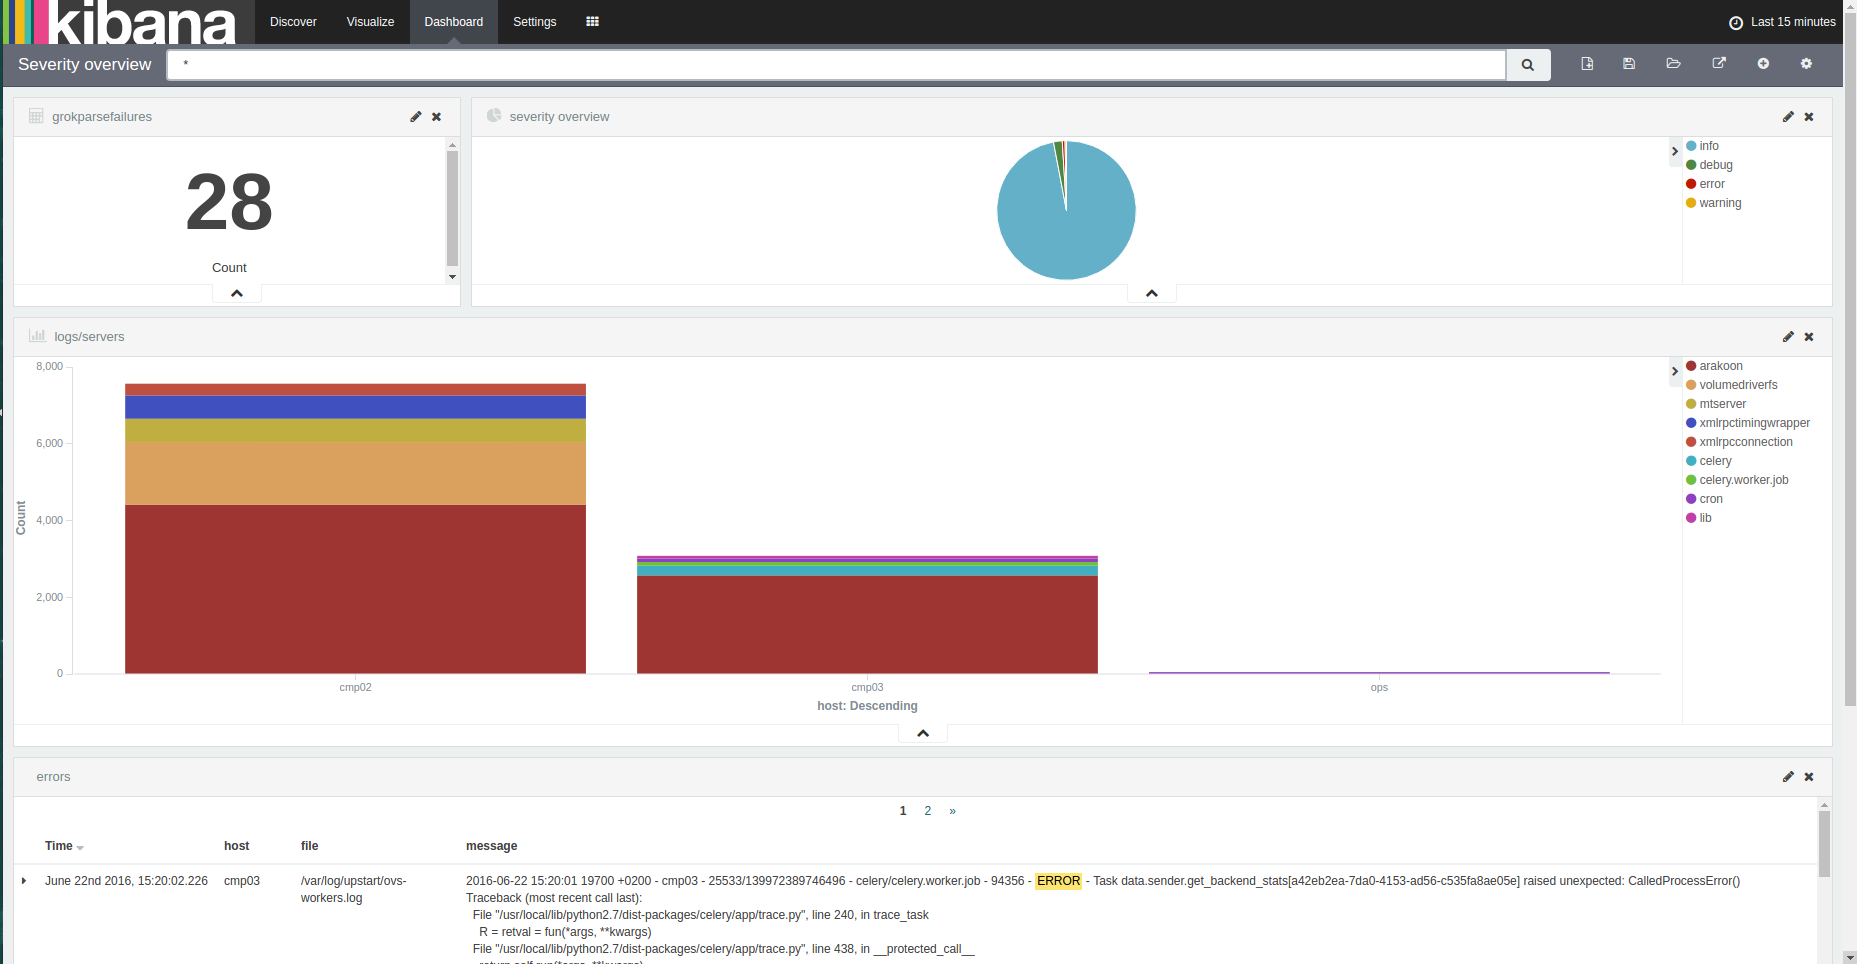 kibana Discover Visualize Dashboard Settings Last 15 minutes
Severity overview *
grokparsefailures
28
Count
severity overview
info
debug
error
warning
logs/servers
8,000
6,000
4,000
2,000
0
Count
cmp02 cmp03 ops
host: Descending
arakoon
volumedriverfs
mtserver
xmlrpctimingwrapper
xmlrpcconnection
celery
celery.worker.job
cron
lib
errors
1 2 »
Time host file message
June 22nd 2016, 15:20:02.226 cmp03 /var/log/upstart/ovs- 2016-06-22 15:20:01 19700 +0200 - cmp03 - 25533/139972389746496 - celery/celery.worker.job - 94356 - ERROR - Task data.sender.get_backend_stats[a42eb2ea-7da0-4153-ad56-c535fa8ae05e] raised unexpected: CalledProcessError()
workers.log Traceback (most recent call last):
File "/usr/local/lib/python2.7/dist-packages/celery/app/trace.py", line 240, in trace_task
R = retval = fun(*args, **kwargs)
File "/usr/local/lib/python2.7/dist-packages/celery/app/trace.py", line 438, in __protected_call__
return self.run(*args, **kwargs)